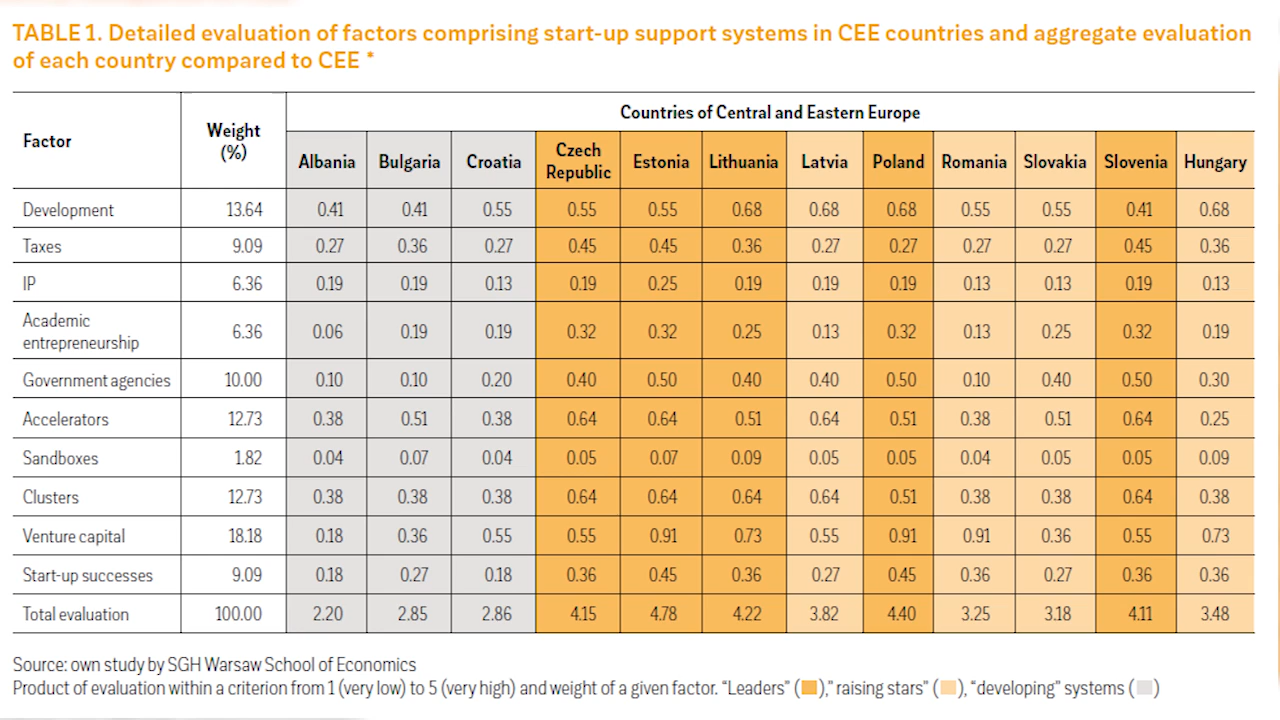 TABLE 1. Detailed evaluation of factors comprising start-up support systems in CEE countries and aggregate evaluation
of each country compared to CEE *
Factor Weight (%) Countries of Central and Eastern Europe
Albania Bulgaria Croatia Czech Republic Estonia Lithuania Latvia Poland Romania Slovakia Slovenia Hungary
Development 13.64 0.41 0.41 0.55 0.55 0.55 0.68 0.68 0.68 0.55 0.55 0.41 0.68
Taxes 9.09 0.27 0.36 0.27 0.45 0.45 0.36 0.27 0.27 0.27 0.27 0.45 0.36
IP 6.36 0.19 0.19 0.13 0.19 0.25 0.19 0.19 0.19 0.13 0.13 0.19 0.13
Academic entrepreneurship 6.36 0.06 0.19 0.19 0.32 0.32 0.25 0.13 0.32 0.13 0.25 0.32 0.19
Government agencies 10.00 0.10 0.10 0.20 0.40 0.50 0.40 0.40 0.50 0.10 0.40 0.50 0.30
Accelerators 12.73 0.38 0.51 0.38 0.64 0.64 0.51 0.64 0.51 0.38 0.51 0.64 0.25
Sandboxes 1.82 0.04 0.07 0.04 0.05 0.07 0.09 0.05 0.05 0.04 0.05 0.05 0.09
Clusters 12.73 0.38 0.38 0.38 0.64 0.64 0.64 0.64 0.51 0.38 0.38 0.64 0.38
Venture capital 18.18 0.18 0.36 0.55 0.55 0.91 0.73 0.55 0.91 0.91 0.36 0.55 0.73
Start-up successes 9.09 0.18 0.27 0.18 0.36 0.45 0.36 0.27 0.45 0.36 0.27 0.36 0.36
Total evaluation 100.00 2.20 2.85 2.86 4.15 4.78 4.22 3.82 4.40 3.25 3.18 4.11 3.48
Source: own study by SGH Warsaw School of Economics
Product of evaluation within a criterion from 1 (very low) to 5 (very high) and weight of a given factor. “Leaders” ( ),” raising stars” ( ), “developing” systems ( )